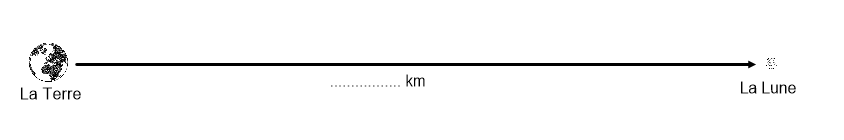 ................. km
La Terre
La Lune